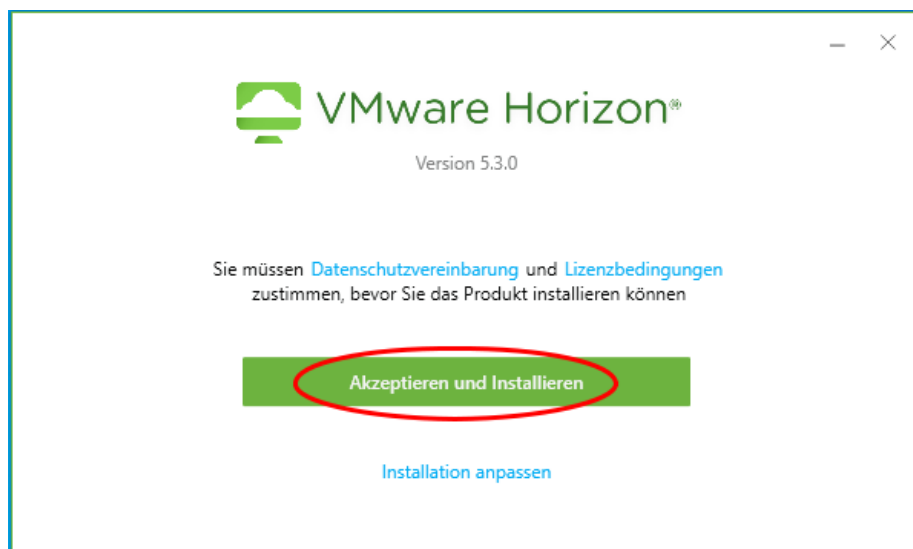 VMware Horizon®
Version 5.3.0
Sie müssen Datenschutzvereinbarung und Lizenzbedingungen
zustimmen, bevor Sie das Produkt installieren können
Akzeptieren und Installieren
Installation anpassen